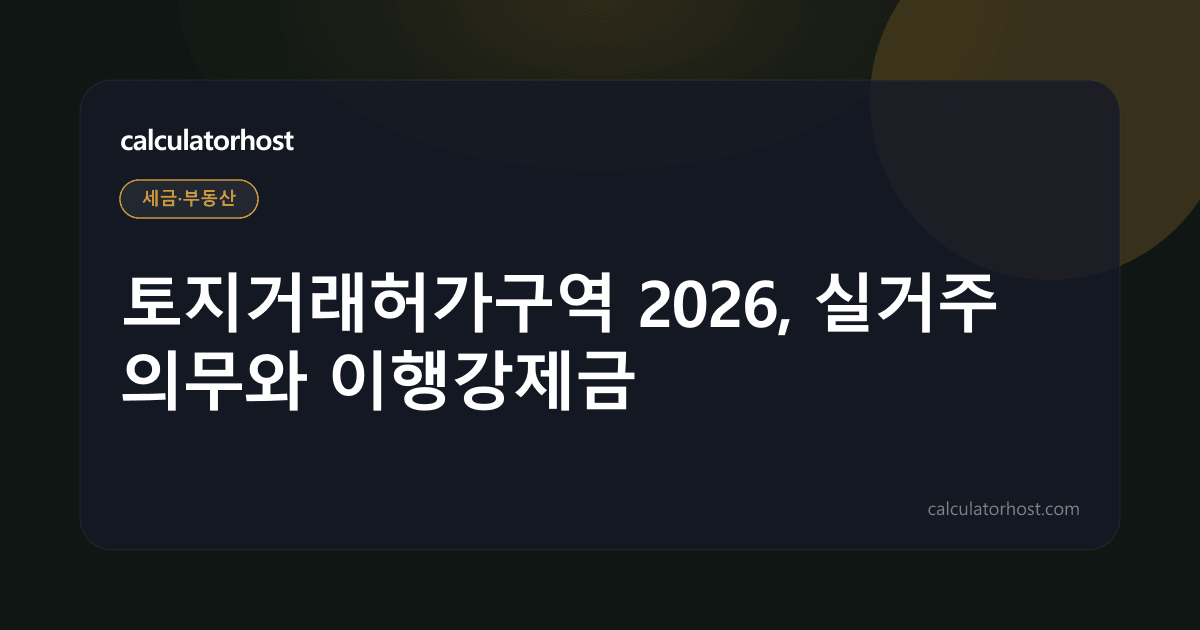 calculatorhost
세금·부동산
토지거래허가구역 2026, 실거주
의무와 이행강제금
calculatorhost.com